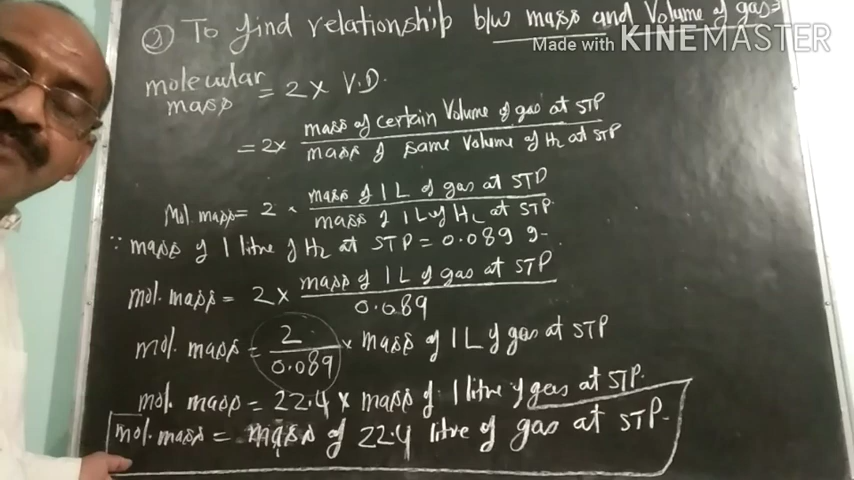 ② To find relationship b/w mass and Volume of gas =
Made with KINEMASTER
molecular mass = 2 x V.D.
= 2x mass of certain Volume of gas at STP
mass of same volume of H2 at STP
Mol. mass = 2 x mass of 1L of gas at STP
mass of 1L of H2 at STP
∵ mass of 1 litre of H2 at STP = 0.089 g
mol. mass = 2 x mass of 1L of gas at STP
0.089
mol. mass = 2 x mass of 1L of gas at STP
0.089
mol. mass = 22.4 x mass of 1 litre of gas at STP.
mol. mass = mass of 22.4 litre of gas at STP.